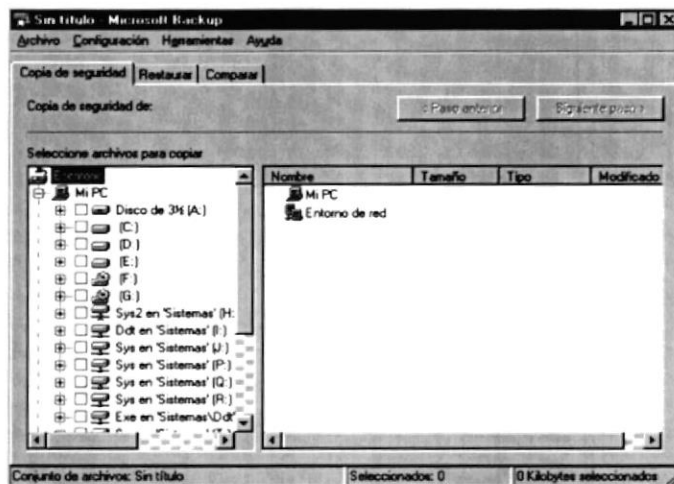 Sin título - Microsoft Backup
Archivo Configuración Herramientas Ayuda
Copia de seguridad Restaurar Comparar
Copia de seguridad de:
< Paso anterior Siguiente paso >
Seleccione archivos para copiar
Escritorio
Nombre Tamaño Tipo Modificado
Mi PC
Disco de 3½ (A:)
(C:)
(D:)
(E:)
(F:)
(G:)
Sys2 en 'Sistemas' (H:
Ddt en 'Sistemas' (I:)
Sys en 'Sistemas' (J:)
Sys en 'Sistemas' (P:)
Sys en 'Sistemas' (Q:)
Sys en 'Sistemas' (R:)
Exe en 'Sistemas\Ddt'
Mi PC
Entorno de red
Conjunto de archivos: Sin título
Seleccionados: 0
0 Kilobytes seleccionados